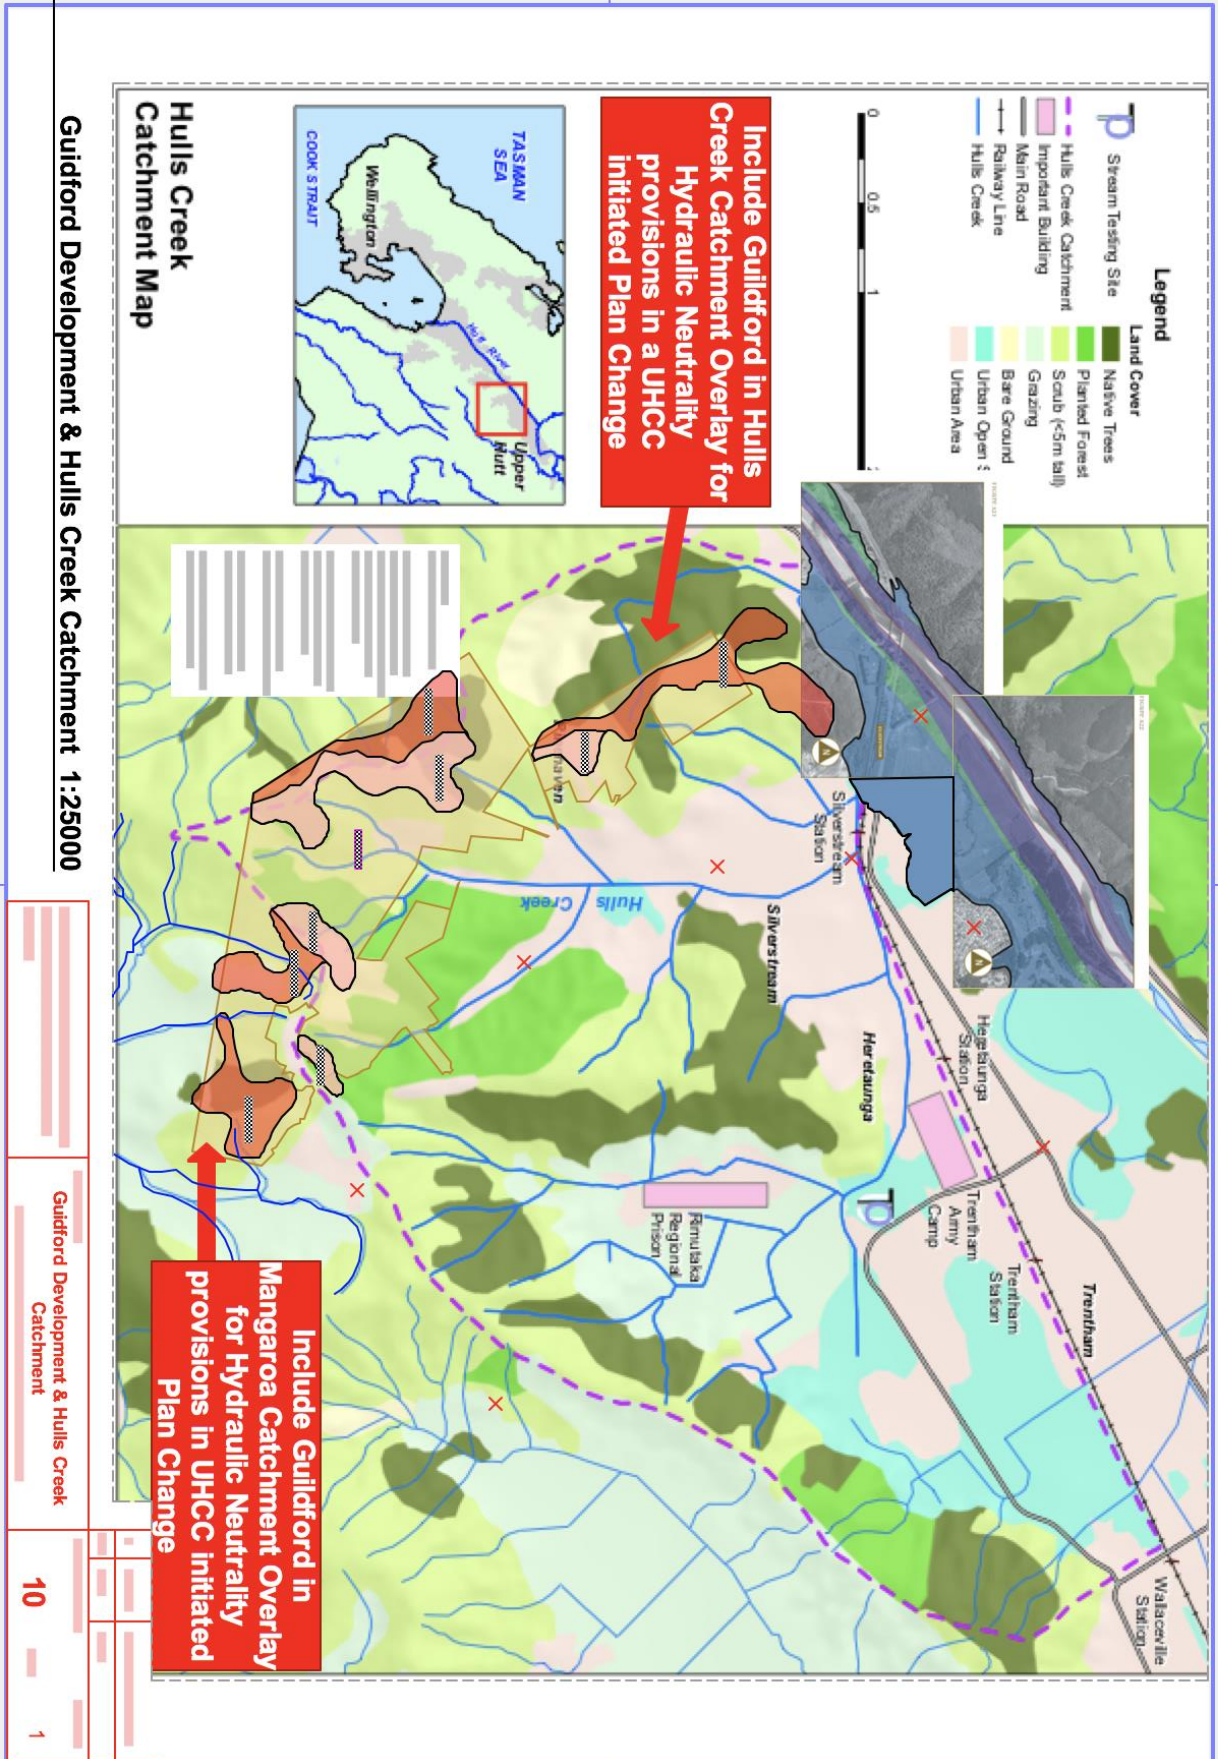 Legend
Stream Testing Site
Hulls Creek Catchment
Important Building
Main Road
Railway Line
Hulls Creek
Land Cover
Native Trees
Planted Forest
Scrub (<5m tall)
Grazing
Bare Ground
Urban Open S
Urban Area
0
0.5
1
Include Guildford in Hulls
Creek Catchment Overlay for
Hydraulic Neutrality
provisions in a UHCC
initiated Plan Change
TASMAN
SEA
COOK STRAIT
Wellington
Hutt River
Upper
Hutt
Hulls Creek
Catchment Map
Silverstream
Station
Silverstream
Hulls
Creek
haven
Heretaunga
Heretaunga
Station
Trentham
Army
Camp
Trentham
Station
Trentham
Rimutaka
Regional
Prison
Wallaceville
Station
tp
N
N
Include Guildford in
Mangaroa Catchment Overlay
for Hydraulic Neutrality
provisions in UHCC initiated
Plan Change
Guidford Development & Hulls Creek Catchment 1:25000
Guidford Development & Hulls Creek
Catchment
10
1